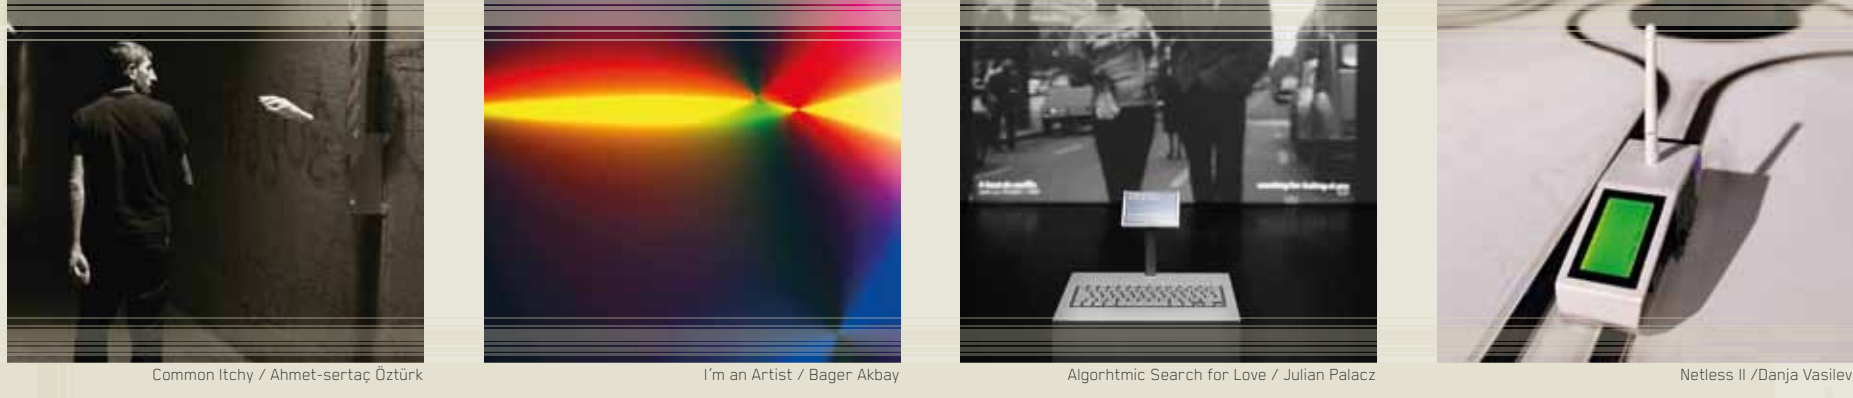 Common Itchy / Ahmet-sertaç Öztürk
I'm an Artist / Bager Akbay
Algorhtmic Search for Love / Julian Palacz
Netless II /Danja Vasilev